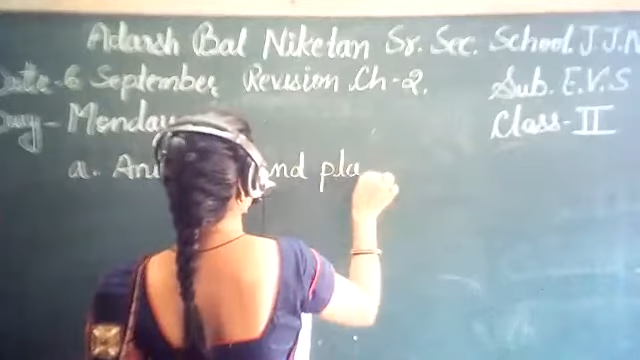 Adarsh Bal Niketan Sr. Sec. School. J.J.N
Date-6 September Revision Ch-2. Sub. E.V.S
Day-Monday Class-II
a. Ani nd pla